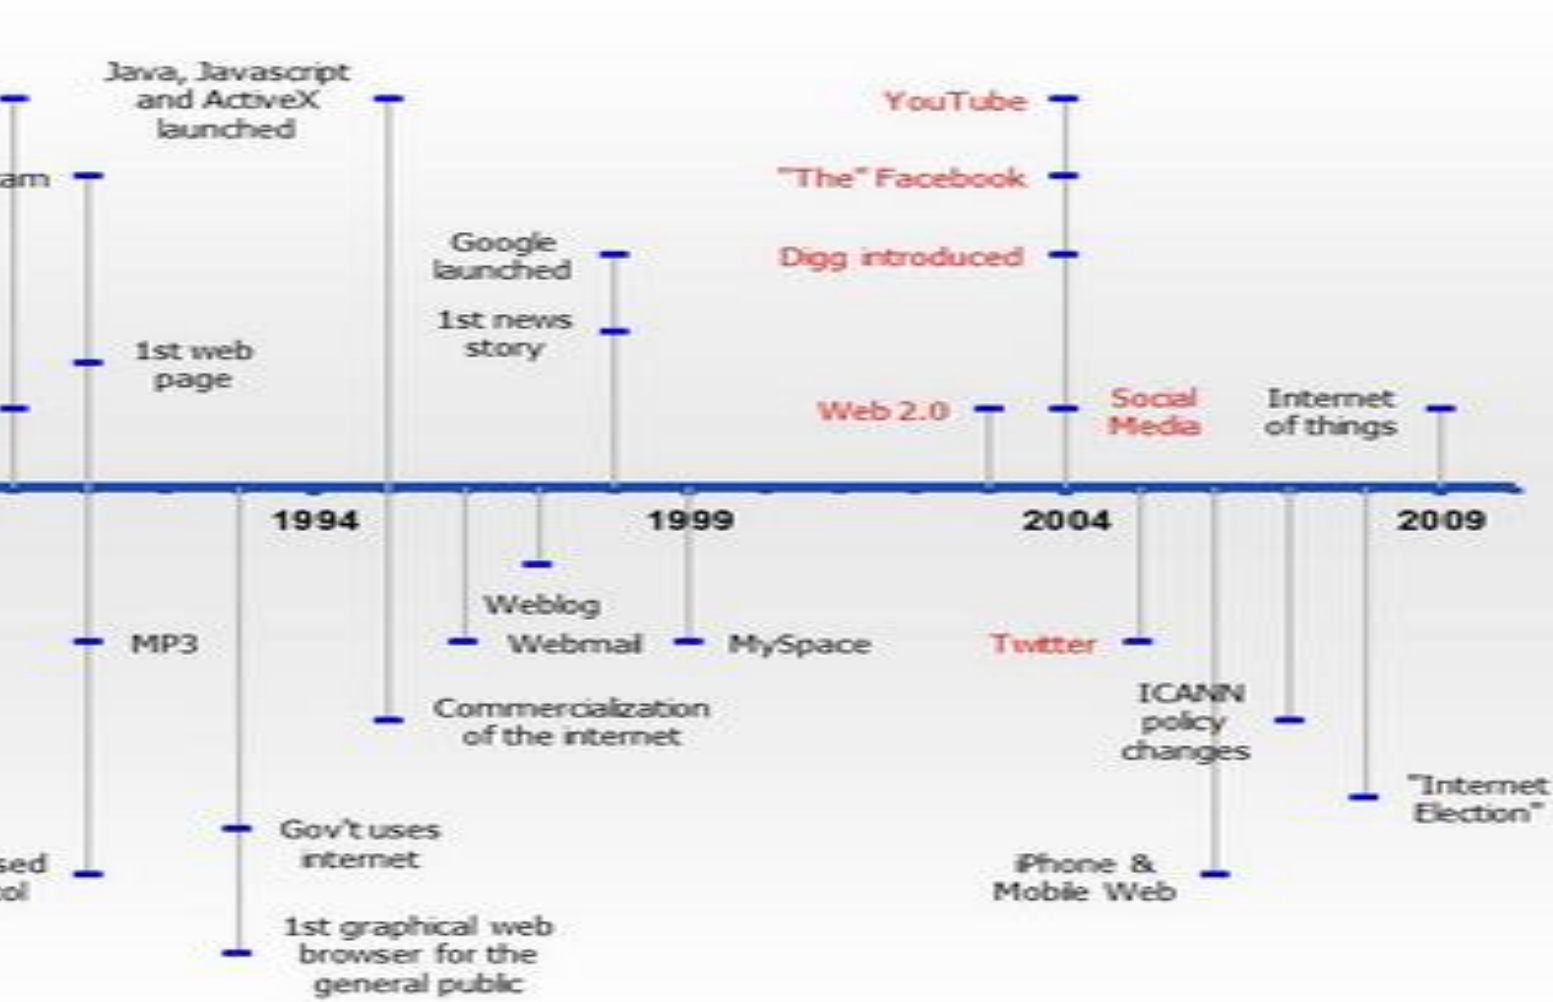 Java, Javascript
and ActiveX
launched
YouTube
am
"The" Facebook
Google
launched
Digg introduced
1st news
story
1st web
page
Web 2.0
Social
Media
Internet
of things
1994
1999
2004
2009
Weblog
MP3
Webmail
MySpace
Twitter
Commercialization
of the internet
ICANN
policy
changes
"Internet
Election"
Gov't uses
internet
sed
col
iPhone &
Mobile Web
1st graphical web
browser for the
general public